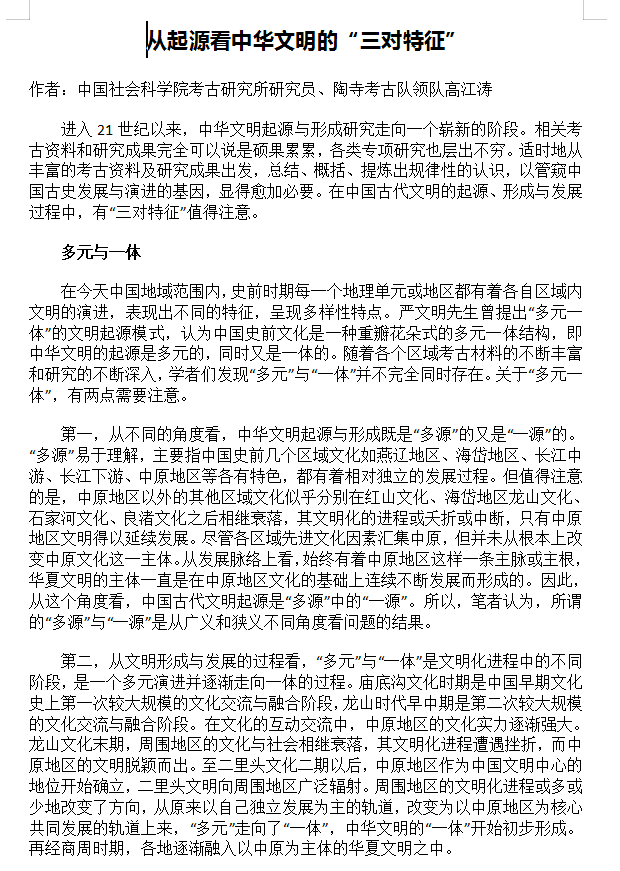 从起源看中华文明的“三对特征”
作者：中国社会科学院考古研究所研究员、陶寺考古队领队高江涛
进入 21 世纪以来，中华文明起源与形成研究走向一个崭新的阶段。相关考
古资料和研究成果完全可以说是硕果累累，各类专项研究也层出不穷。适时地从
丰富的考古资料及研究成果出发，总结、概括、提炼出规律性的认识，以管窥中
国古史发展与演进的基因，显得愈加必要。在中国古代文明的起源、形成与发展
过程中，有“三对特征”值得注意。
多元与一体
在今天中国地域范围内，史前时期每一个地理单元或地区都有着各自区域内
文明的演进，表现出不同的特征，呈现多样性特点。严文明先生曾提出“多元一
体”的文明起源模式，认为中国史前文化是一种重瓣花朵式的多元一体结构，即
中华文明的起源是多元的，同时又是一体的。随着各个区域考古材料的不断丰富
和研究的不断深入，学者们发现“多元”与“一体”并不完全同时存在。关于“多元一
体”，有两点需要注意。
第一，从不同的角度看，中华文明起源与形成既是“多源”的又是“一源”的。
“多源”易于理解，主要指中国史前几个区域文化如燕辽地区、海岱地区、长江中
游、长江下游、中原地区等各有特色，都有着相对独立的发展过程。但值得注意
的是，中原地区以外的其他区域文化似乎分别在红山文化、海岱地区龙山文化、
石家河文化、良渚文化之后相继衰落，其文明化的进程或夭折或中断，只有中原
地区文明得以延续发展。尽管各区域先进文化因素汇集中原，但并未从根本上改
变中原文化这一主体。从发展脉络上看，始终有着中原地区这样一条主脉或主根，
华夏文明的主体一直是在中原地区文化的基础上连续不断发展而形成的。因此，
从这个角度看，中国古代文明起源是“多源”中的“一源”。所以，笔者认为，所谓
的“多源”与“一源”是从广义和狭义不同角度看问题的结果。
第二，从文明形成与发展的过程看，“多元”与“一体”是文明化进程中的不同
阶段，是一个多元演进并逐渐走向一体的过程。庙底沟文化时期是中国早期文化
史上第一次较大规模的文化交流与融合阶段，龙山时代早中期是第二次较大规模
的文化交流与融合阶段。在文化的互动交流中，中原地区的文化实力逐渐强大。
龙山文化末期，周围地区的文化与社会相继衰落，其文明化进程遭遇挫折，而中
原地区的文明脱颖而出。至二里头文化二期以后，中原地区作为中国文明中心的
地位开始确立，二里头文明向周围地区广泛辐射。周围地区的文明化进程或多或
少地改变了方向，从原来以自己独立发展为主的轨道，改变为以中原地区为核心
共同发展的轨道上来，“多元”走向了“一体”，中华文明的“一体”开始初步形成。
再经商周时期，各地逐渐融入以中原为主体的华夏文明之中。